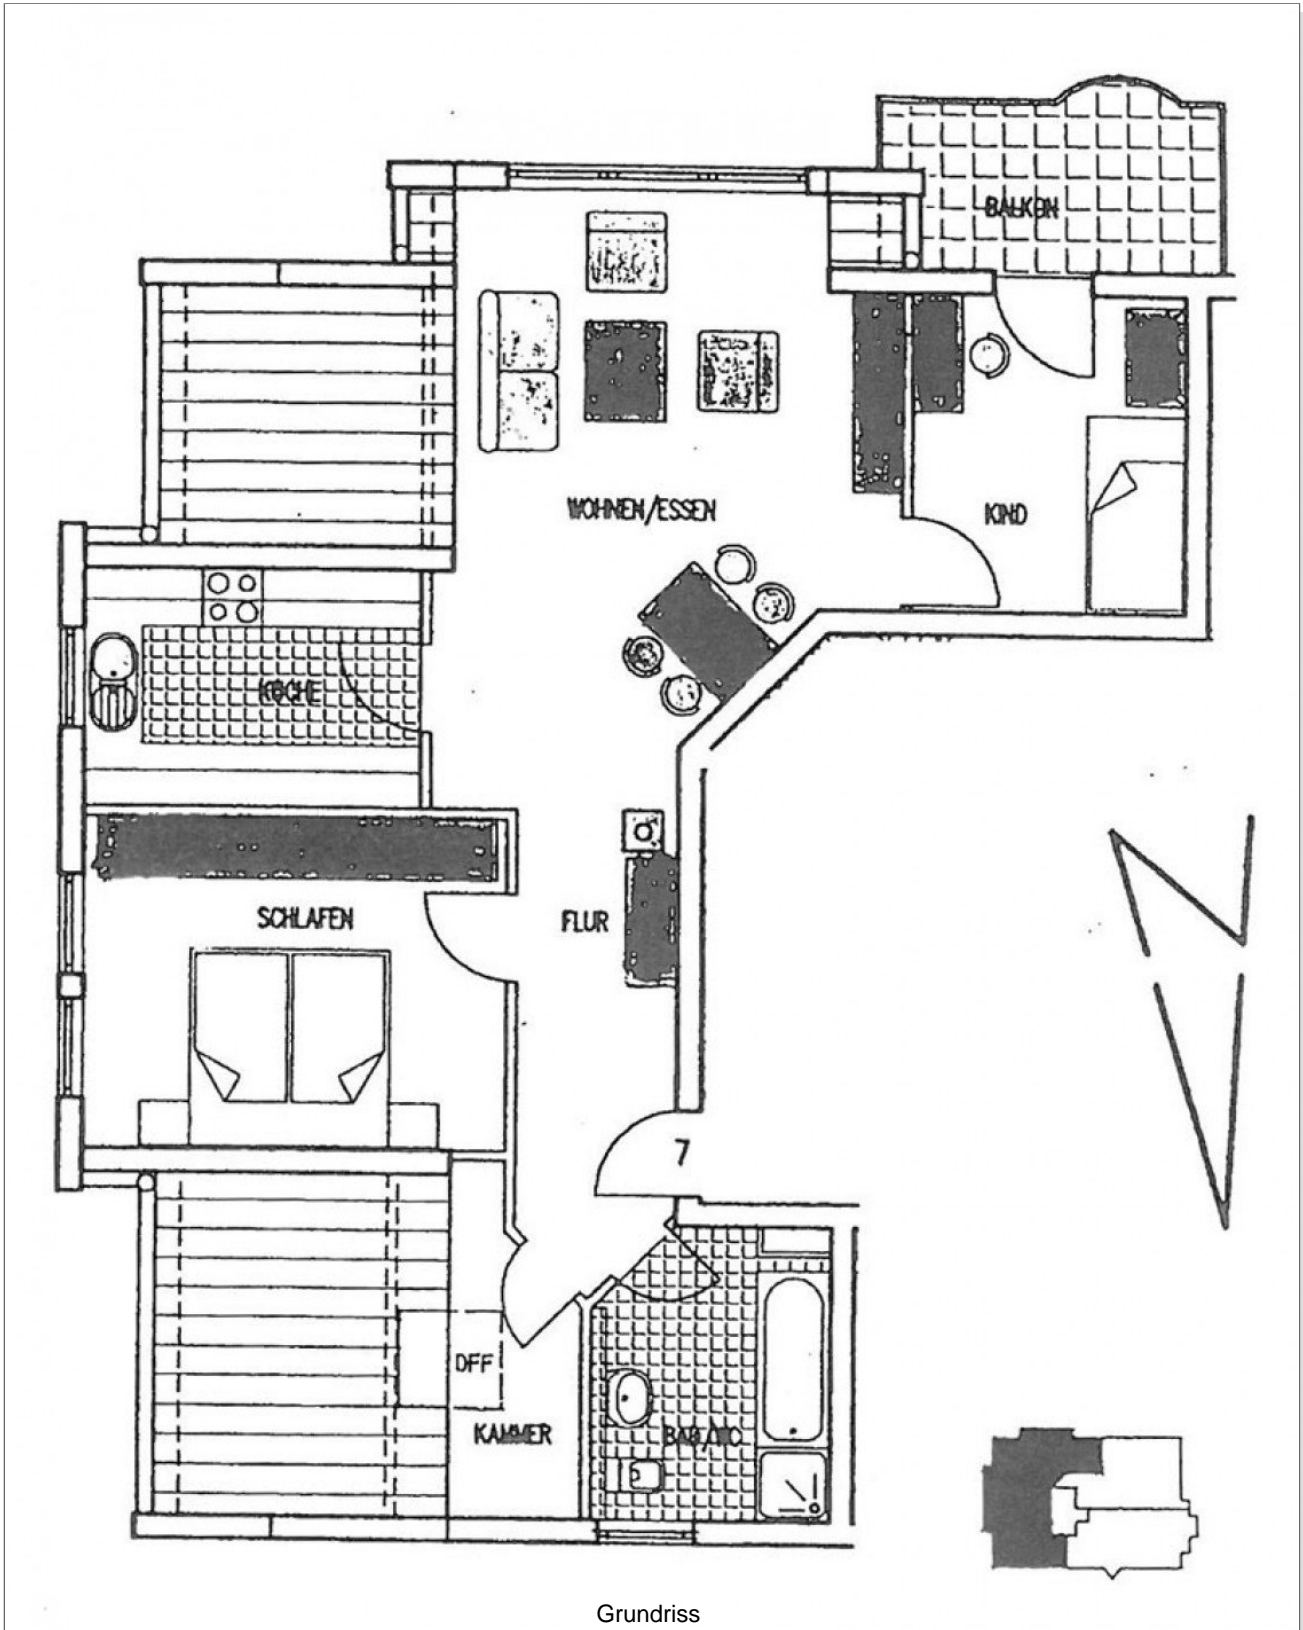 BALKON
WOHNEN/ESSEN
KIND
KÜCHE
SCHLAFEN
FLUR
7
DFF
KAMMER
BAD/WC
Grundriss